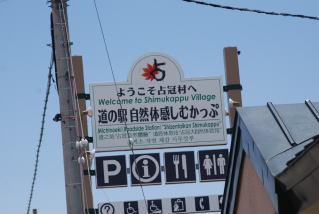 ようこそ占冠村へ
Welcome to Shimukappu Village
道の駅 自然体感しむかっぷ
Michinoeki Roadside Station "Shizentaikan Shimukappu"
P i